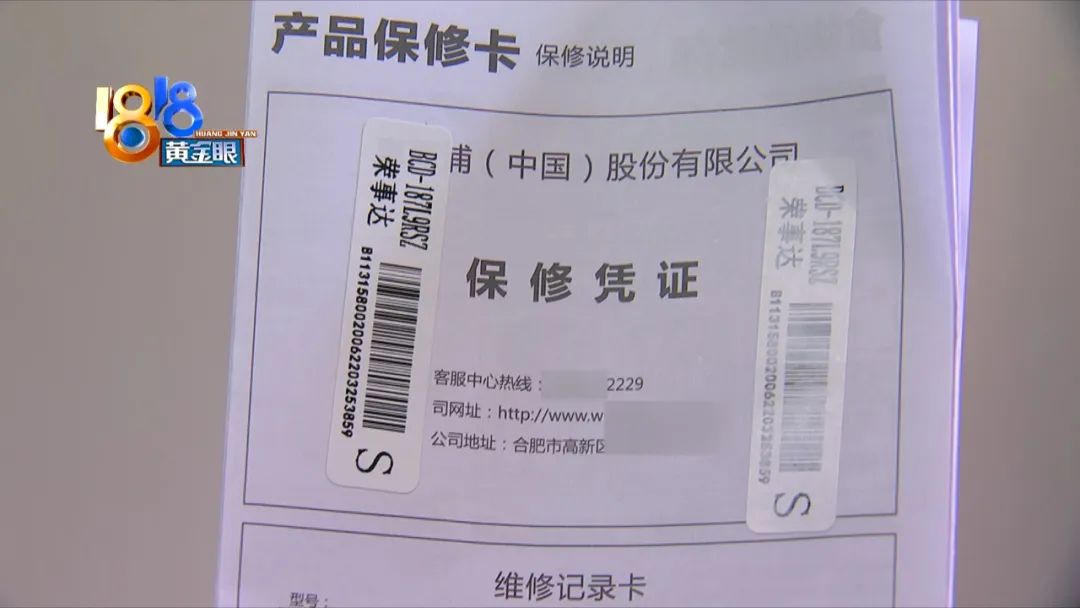 产品保修卡 保修说明
1818
HUANG JIN YAN
黄金眼
埔（中国）股份有限公司
BCD-187L9RSZ
荣事达
B1131580020062203253859
S
保修凭证
客服中心热线： 2229
司网址：http://www.w
公司地址：合肥市高新区
BCD-187L9RSZ
荣事达
B1131580020062203253859
S
维修记录卡
型号：